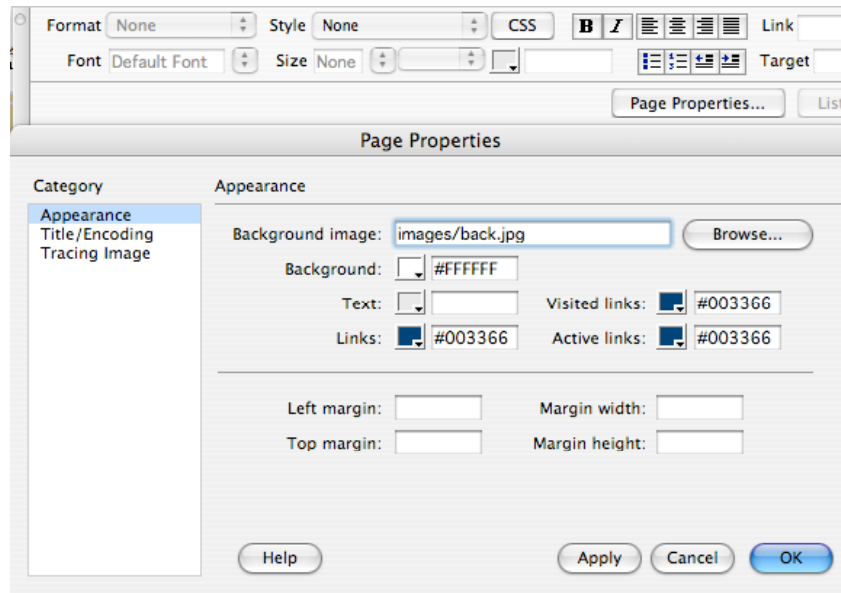 Format None Style None CSS B I Link
Font Default Font Size None Target
Page Properties... Lis
Page Properties
Category Appearance
Appearance
Title/Encoding
Tracing Image
Background image: images/back.jpg Browse...
Background: #FFFFFF
Text: Visited links: #003366
Links: #003366 Active links: #003366
Left margin: Margin width:
Top margin: Margin height:
Help Apply Cancel OK